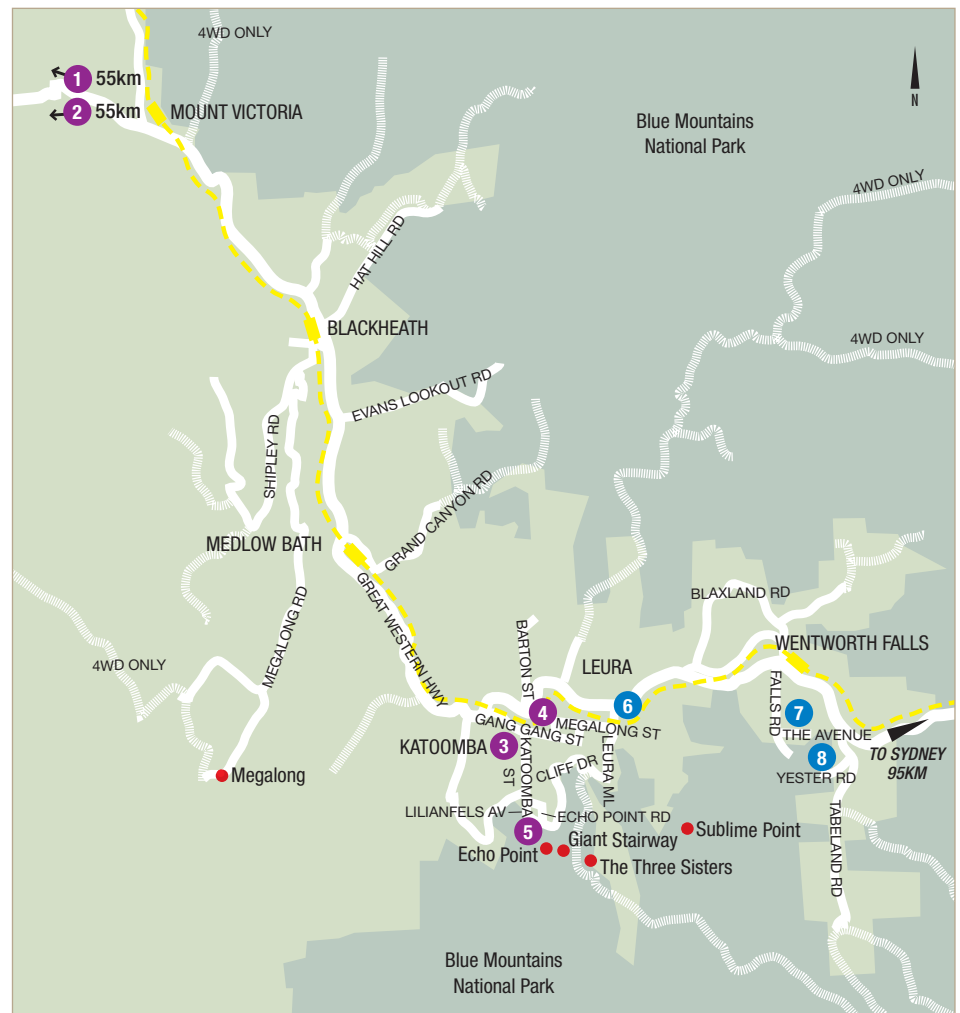 4WD ONLY
1 55km
2 55km
MOUNT VICTORIA
N
Blue Mountains
National Park
4WD ONLY
HAT HILL RD
BLACKHEATH
4WD ONLY
EVANS LOOKOUT RD
SHIPLEY RD
GRAND CANYON RD
MEDLOW BATH
GREAT WESTERN HWY
MEGALONG RD
4WD ONLY
BLAXLAND RD
BARTON ST
LEURA
WENTWORTH FALLS
FALLS RD
6
4
7
MEGALONG ST
GANG GANG ST
THE AVENUE
KATOOMBA
3
KATOOMBA
ST
LEURA ML
8
TO SYDNEY
95KM
CLIFF DR
YESTER RD
Megalong
TABELAND RD
LILIANFELS AV
ECHO POINT RD
5
Sublime Point
Giant Stairway
Echo Point
The Three Sisters
Blue Mountains
National Park